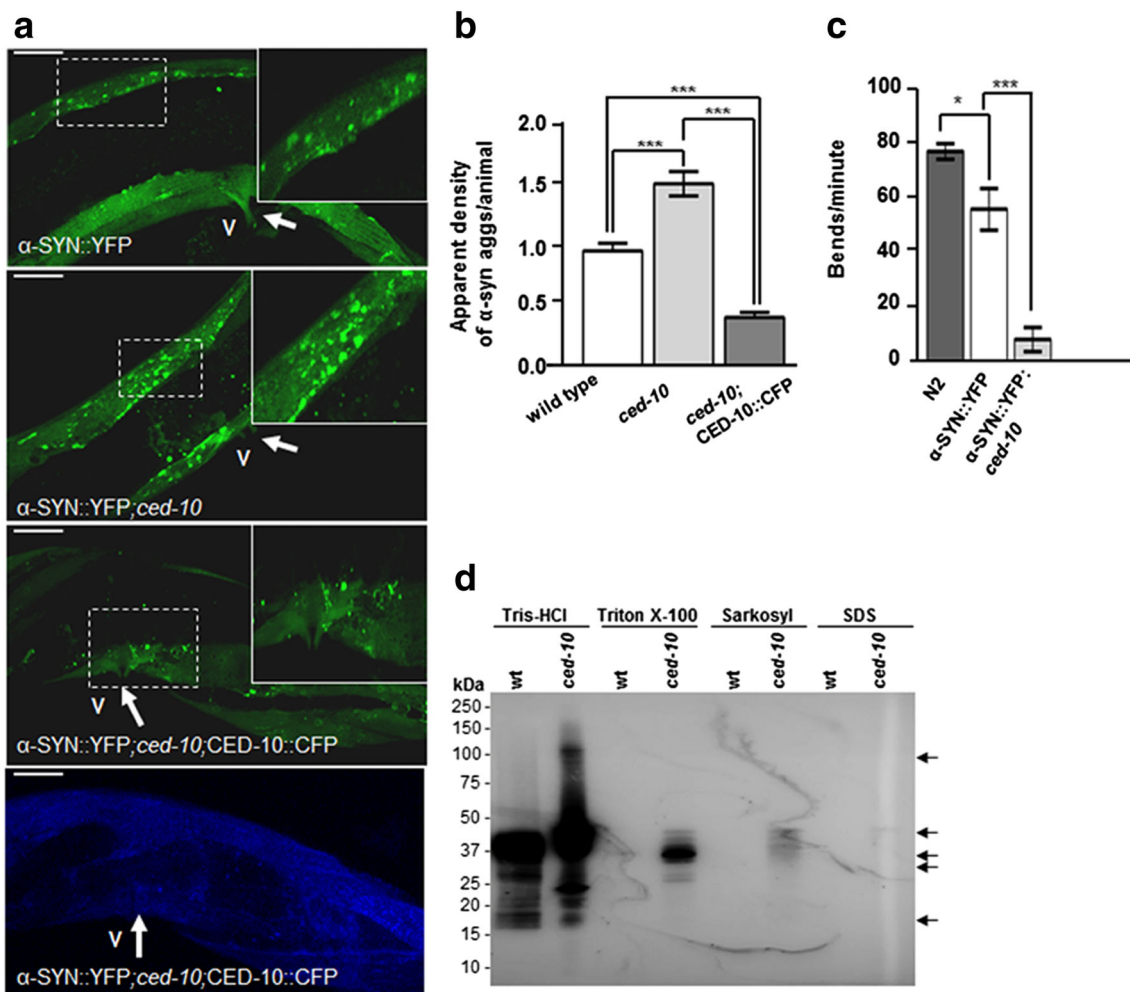 a
α-SYN::YFP
V
α-SYN::YFP;ced-10
V
α-SYN::YFP;ced-10;CED-10::CFP
V
α-SYN::YFP;ced-10;CED-10::CFP
V
b
Apparent density
of α-syn aggs/animal
2.0
1.5
1.0
0.5
0.0
***
***
***
wild type
ced-10
ced-10;
CED-10::CFP
c
Bends/minute
100
80
60
40
20
0
*
***
N2
α-SYN::YFP
α-SYN::YFP;
ced-10
d
Tris-HCl Triton X-100 Sarkosyl SDS
wt ced-10 wt ced-10 wt ced-10 wt ced-10
kDa
250
150
100
75
50
37
25
20
15
10